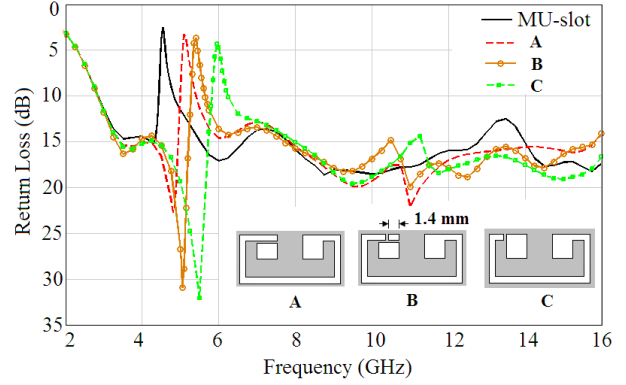 0
5
10
15
20
25
30
35
Return Loss (dB)
MU-slot
A
B
C
1.4 mm
A B C
2 4 6 8 10 12 14 16
Frequency (GHz)